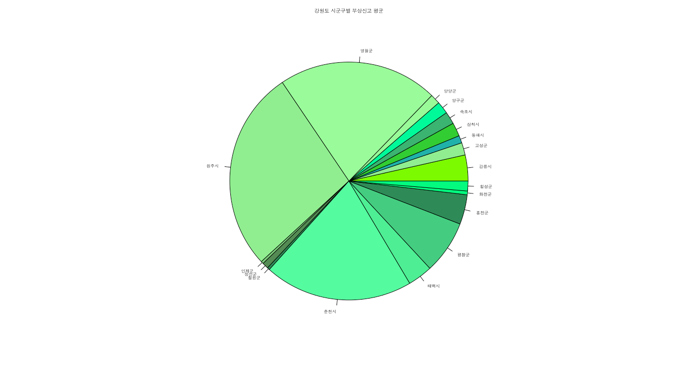 강원도 시군구별 부상신고 평균
영월군
양양군
양구군
속초시
삼척시
동해시
고성군
강릉시
횡성군
화천군
홍천군
평창군
태백시
춘천시
철원군
정선군
인제군
원주시